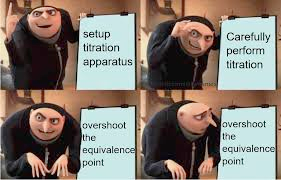 setup
titration
apparatus
Carefully
perform
titration
overshoot
the
equivalence
point
overshoot
the
equivalence
point